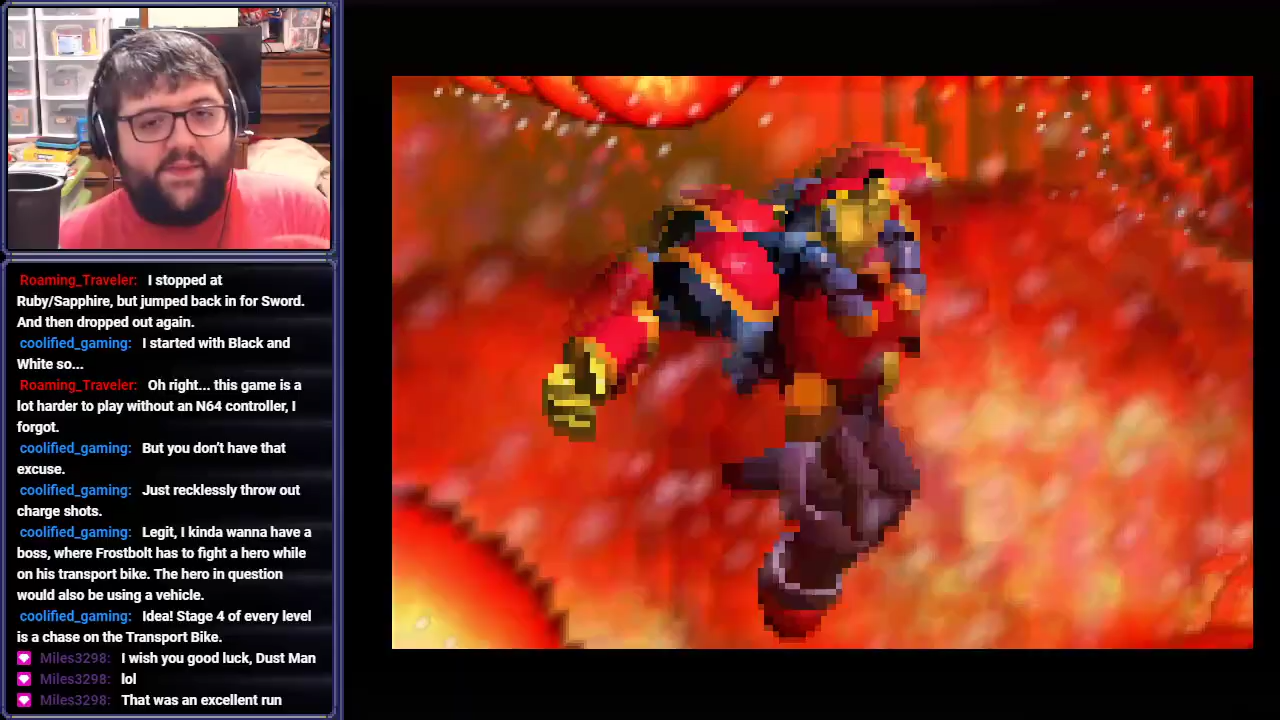 Roaming_Traveler: I stopped at
Ruby/Sapphire, but jumped back in for Sword.
And then dropped out again.
coolified_gaming: I started with Black and
White so...
Roaming_Traveler: Oh right... this game is a
lot harder to play without an N64 controller, I
forgot.
coolified_gaming: But you don't have that
excuse.
coolified_gaming: Just recklessly throw out
charge shots.
coolified_gaming: Legit, I kinda wanna have a
boss, where Frostbolt has to fight a hero while
on his transport bike. The hero in question
would also be using a vehicle.
coolified_gaming: Idea! Stage 4 of every level
is a chase on the Transport Bike.
Miles3298: I wish you good luck, Dust Man
Miles3298: lol
Miles3298: That was an excellent run